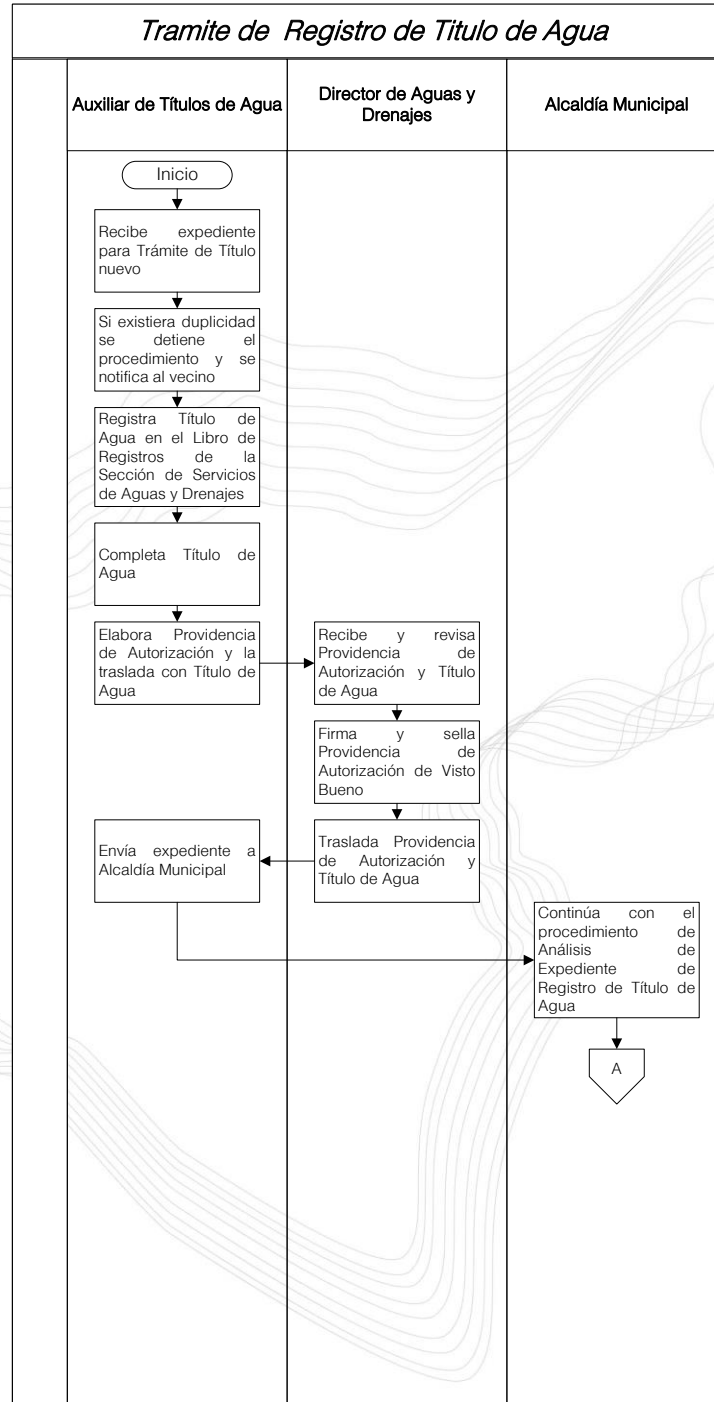 Tramite de Registro de Titulo de Agua
Auxiliar de Títulos de Agua
Director de Aguas y
Drenajes
Alcaldía Municipal
Inicio
Recibe expediente
para Trámite de Título
nuevo
Si existiera duplicidad
se detiene el
procedimiento y se
notifica al vecino
Registra Título de
Agua en el Libro de
Registros de la
Sección de Servicios
de Aguas y Drenajes
Completa Título de
Agua
Elabora Providencia
de Autorización y la
traslada con Título de
Agua
Recibe y revisa
Providencia de
Autorización y Título
de Agua
Firma y sella
Providencia de
Autorización de Visto
Bueno
Traslada Providencia
de Autorización y
Título de Agua
Envía expediente a
Alcaldía Municipal
Continúa con el
procedimiento de
Análisis de
Expediente de
Registro de Título de
Agua
A